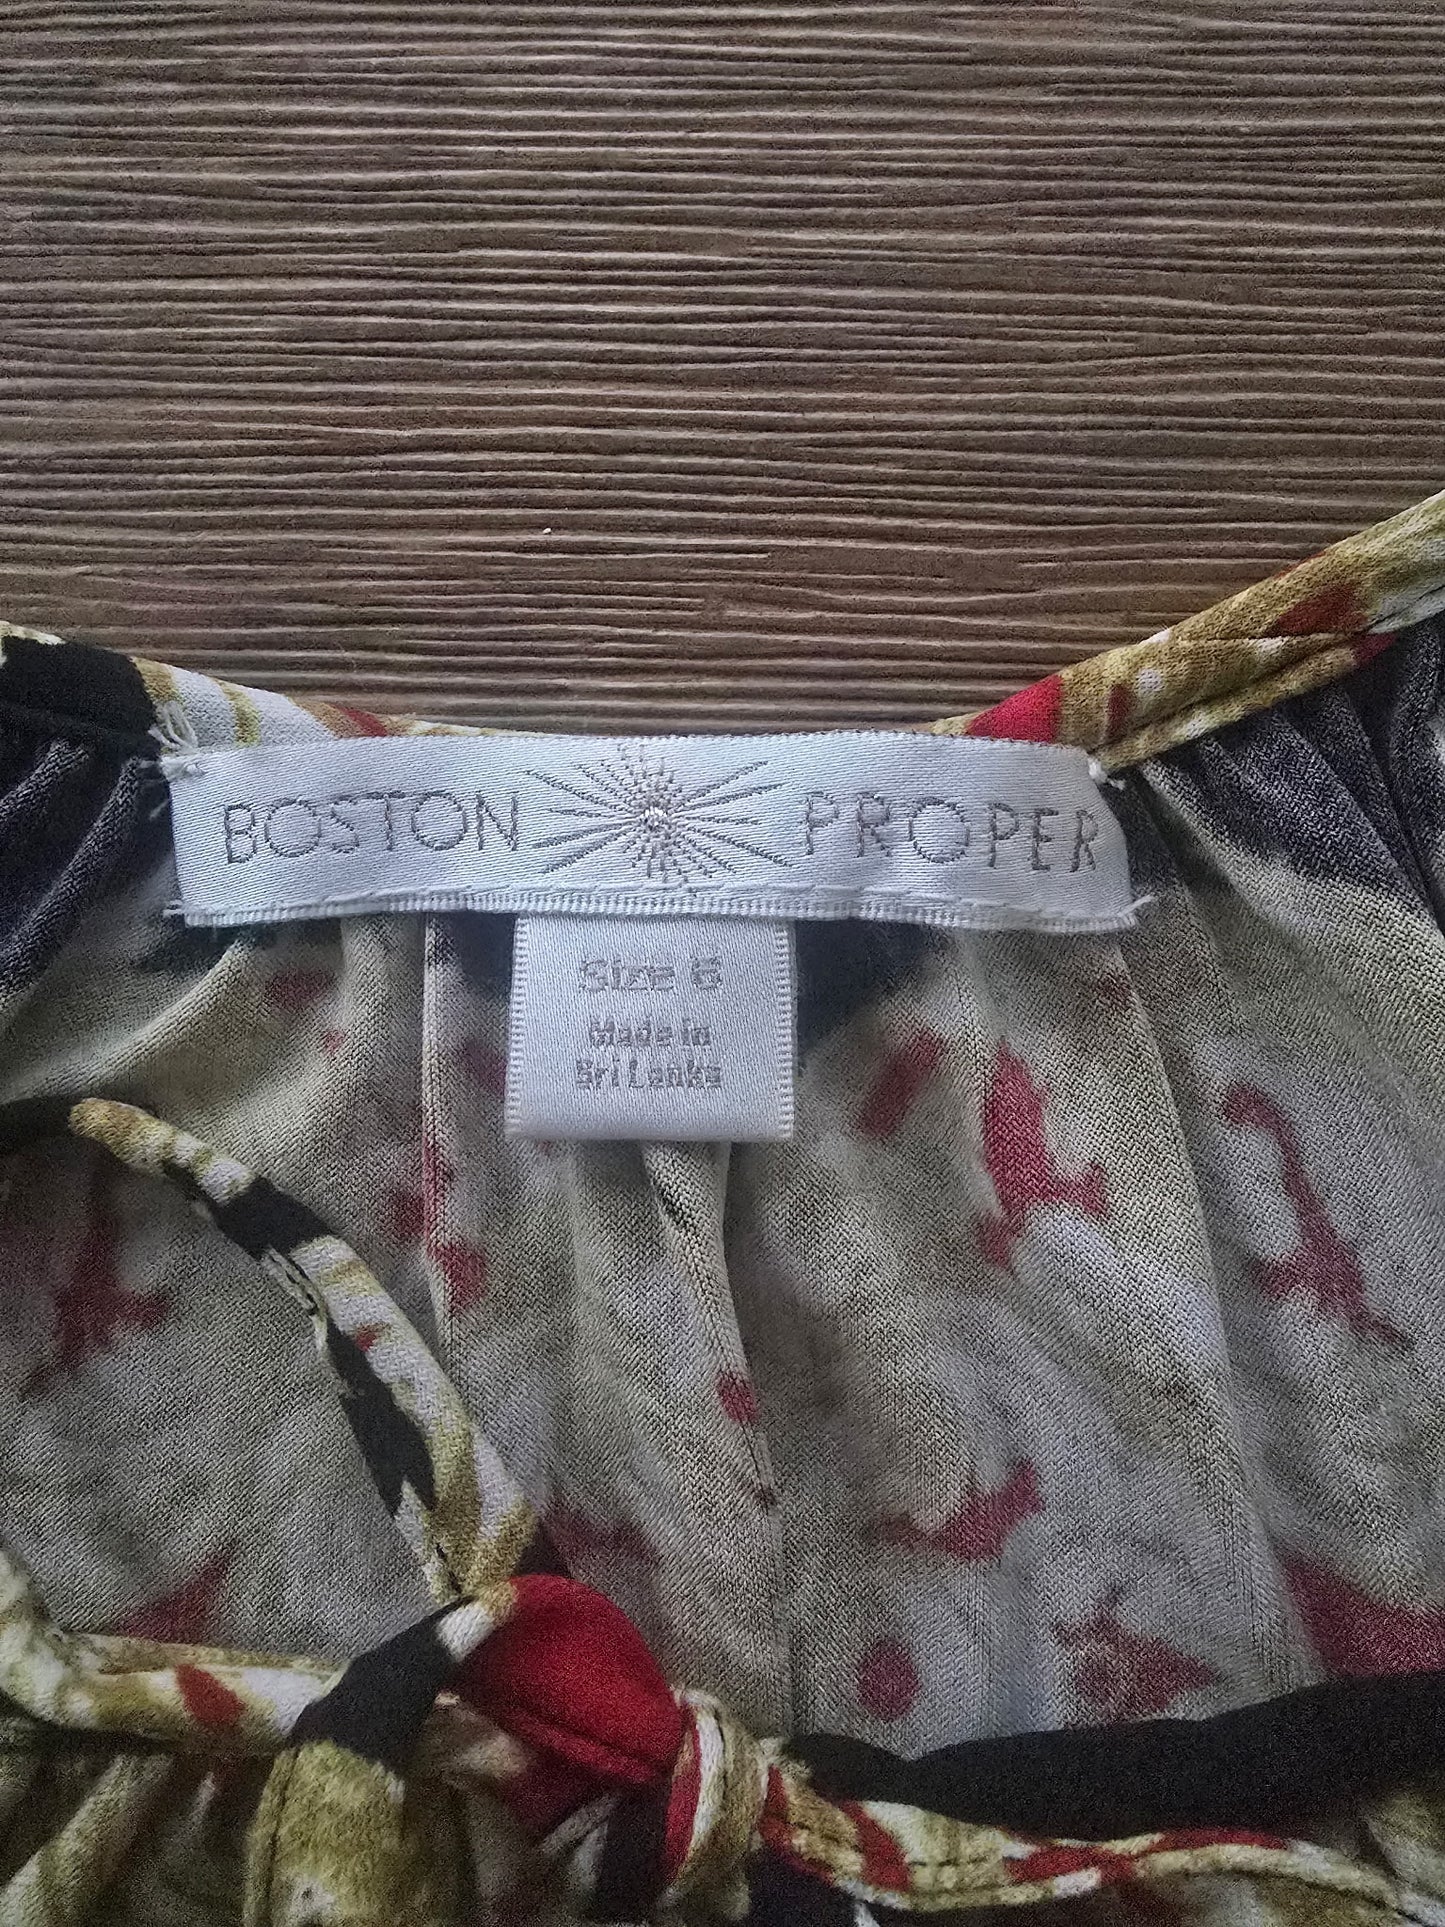 BOSTON PROPER
Size 6
Made in
Sri Lanka